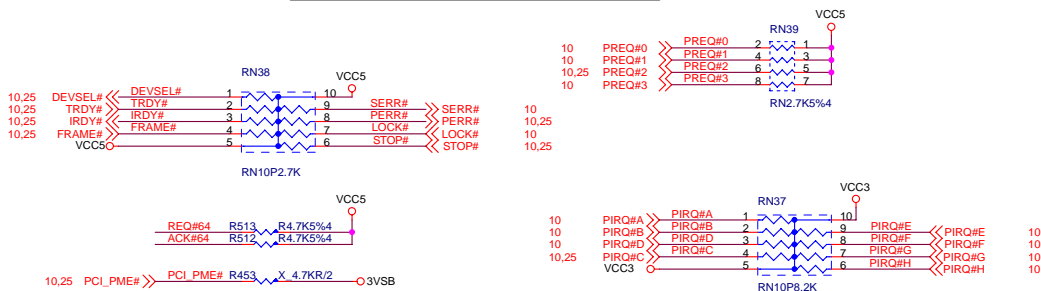 RN38
VCC5
10,25 DEVSEL# DEVSEL# 1 10
10,25 TRDY# TRDY# 2 9 SERR# SERR# 10
10,25 IRDY# IRDY# 3 8 PERR# PERR# 10,25
10,25 FRAME# FRAME# 4 7 LOCK# LOCK# 10
VCC5 5 6 STOP# STOP# 10,25
RN10P2.7K
VCC5
RN39
10 PREQ#0 PREQ#0 2 1
10 PREQ#1 PREQ#1 4 3
10,25 PREQ#2 PREQ#2 6 5
10 PREQ#3 PREQ#3 8 7
RN2.7K5%4
VCC5
REQ#64 R513 R4.7K5%4
ACK#64 R512 R4.7K5%4
10,25 PCI_PME# PCI_PME# R453 X_4.7KR/2 3VSB
VCC3
RN37
10 PIRQ#A PIRQ#A 1 10
10 PIRQ#B PIRQ#B 2 9 PIRQ#E PIRQ#E 10
10 PIRQ#D PIRQ#D 3 8 PIRQ#F PIRQ#F 10
10,25 PIRQ#C PIRQ#C 4 7 PIRQ#G PIRQ#G 10
VCC3 5 6 PIRQ#H PIRQ#H 10
RN10P8.2K